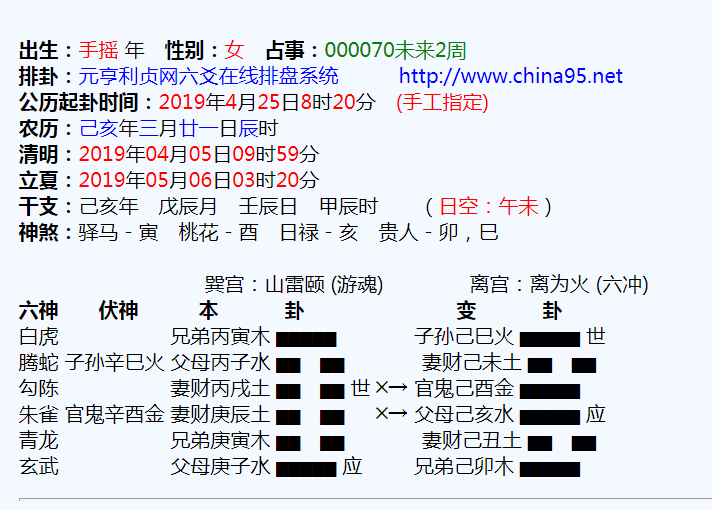 出生：手摇 年　性别：女　占事：000070未来2周
排卦：元亨利贞网六爻在线排盘系统　　　http://www.china95.net
公历起卦时间：2019年4月25日8时20分　(手工指定)
农历：己亥年三月廿一日辰时
清明：2019年04月05日09时59分
立夏：2019年05月06日03时20分
干支：己亥年　戊辰月　壬辰日　甲辰时　　（日空：午未）
神煞：驿马－寅　桃花－酉　日禄－亥　贵人－卯，巳
巽宫：山雷颐 (游魂)　　　　离宫：离为火 (六冲)
六神　　伏神　　　本　　　卦　　　　　　　变　　　卦
白虎　　　　　　兄弟丙寅木　　　　子孙己巳火　世
腾蛇 子孙辛巳火 父母丙子水　　　　妻财己未土
勾陈　　　　　　妻财丙戌土　世 ×→ 官鬼己酉金
朱雀 官鬼辛酉金 妻财庚辰土　　 ×→ 父母己亥水　应
青龙　　　　　　兄弟庚寅木　　　　妻财己丑土
玄武　　　　　　父母庚子水　应　　兄弟己卯木